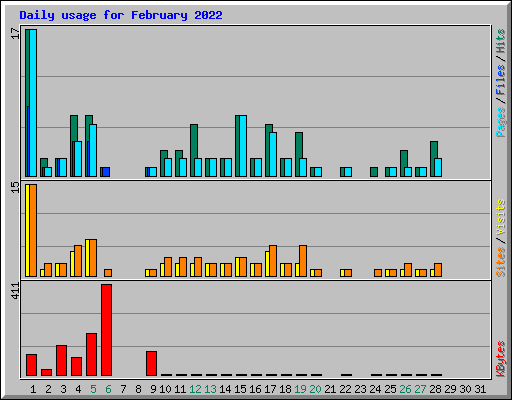 Daily usage for February 2022
17
Pages/Files/Hits
15
Sites/Visits
411
KBytes
1 2 3 4 5 6 7 8 9 10 11 12 13 14 15 16 17 18 19 20 21 22 23 24 25 26 27 28 29 30 31